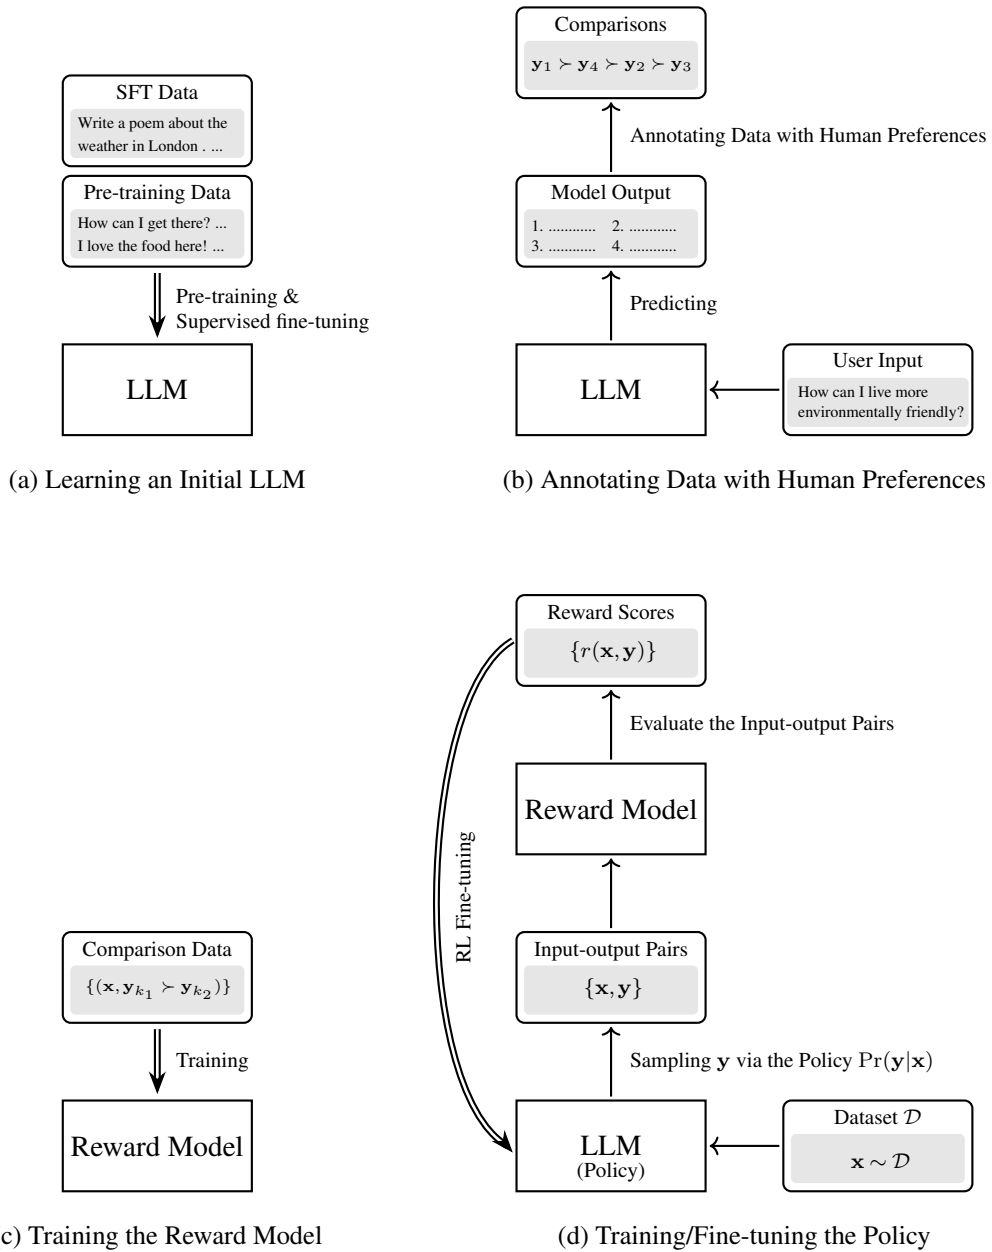 SFT Data
Write a poem about the
weather in London . ...
Pre-training Data
How can I get there? ...
I love the food here! ...
Pre-training &
Supervised fine-tuning
LLM
(a) Learning an Initial LLM
Comparisons
y₁ ≻ y₄ ≻ y₂ ≻ y₃
Annotating Data with Human Preferences
Model Output
1. ............ 2. ............
3. ............ 4. ............
Predicting
LLM
User Input
How can I live more
environmentally friendly?
(b) Annotating Data with Human Preferences
Comparison Data
{(x, y_{k₁} ≻ y_{k₂})}
Training
Reward Model
c) Training the Reward Model
Reward Scores
{r(x, y)}
Evaluate the Input-output Pairs
Reward Model
RL Fine-tuning
Input-output Pairs
{x, y}
Sampling y via the Policy Pr(y|x)
LLM
(Policy)
Dataset 𝒟
x ∼ 𝒟
(d) Training/Fine-tuning the Policy